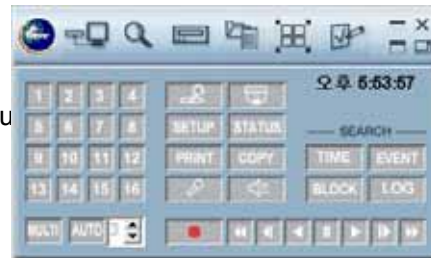 오후 5:53:57
1 2 3 4
5 6 7 8 SETUP STATUS SEARCH
u
9 10 11 12 PRINT COPY TIME EVENT
13 14 15 16 BLOCK LOG
MULTI AUTO